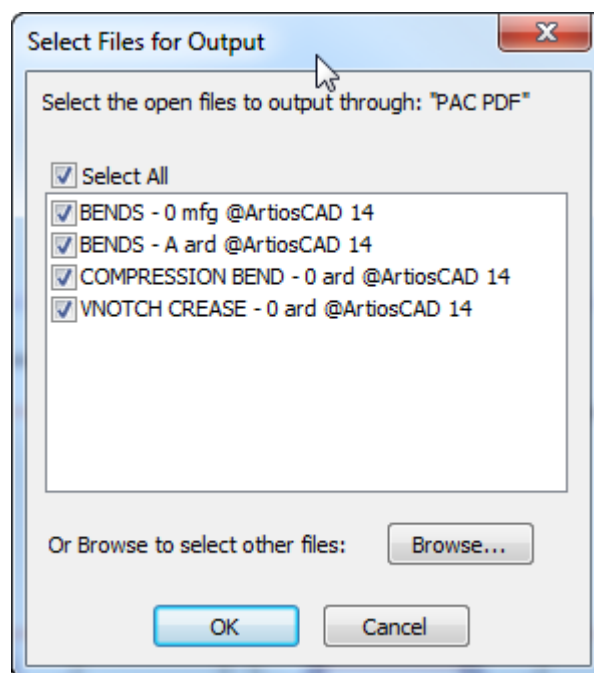 Select Files for Output
Select the open files to output through: "PAC PDF"
Select All
BENDS - 0 mfg @ArtiosCAD 14
BENDS - A ard @ArtiosCAD 14
COMPRESSION BEND - 0 ard @ArtiosCAD 14
VNOTCH CREASE - 0 ard @ArtiosCAD 14
Or Browse to select other files: Browse...
OK Cancel